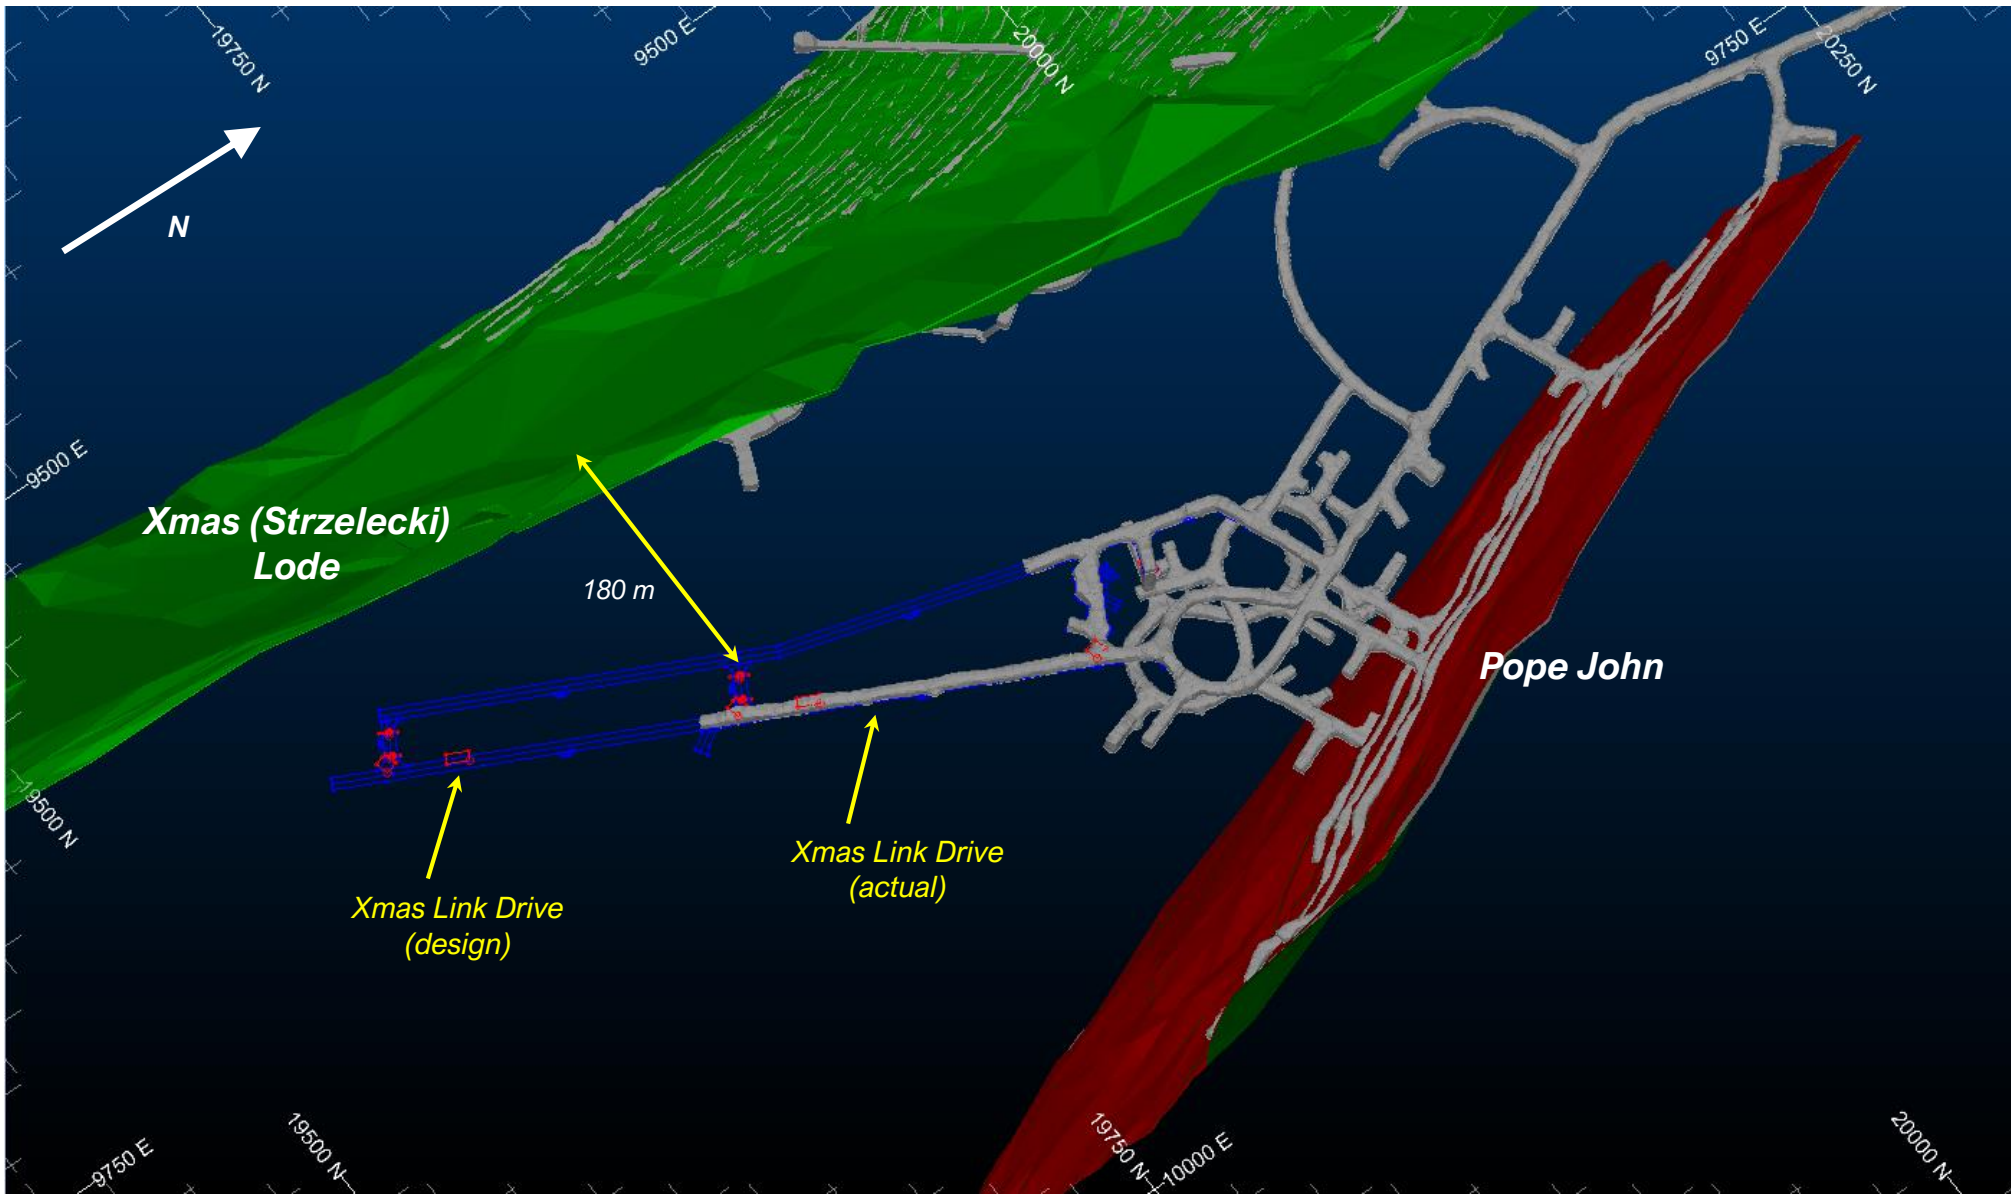 19750 N
9500 E
20000 N
9750 E
20250 N
N
9500 E
Xmas (Strzelecki)
Lode
180 m
Pope John
19500 N
Xmas Link Drive
(actual)
Xmas Link Drive
(design)
9750 E
19500 N
19750 N
10000 E
20000 N